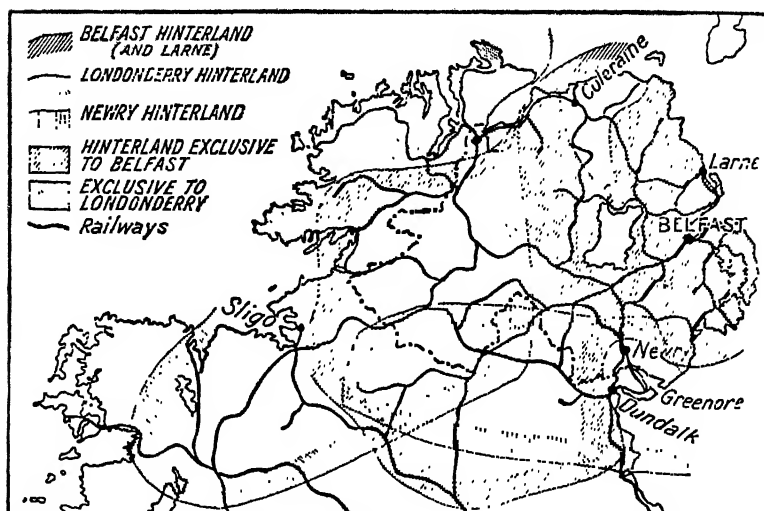 BELFAST HINTERLAND
(AND LARNE)
LONDONDERRY HINTERLAND
NEWRY HINTERLAND
HINTERLAND EXCLUSIVE
TO BELFAST
EXCLUSIVE TO
LONDONDERRY
Railways
Culeraine
Larne
BELFAST
Sligo
Newry
Greenore
Dundalk